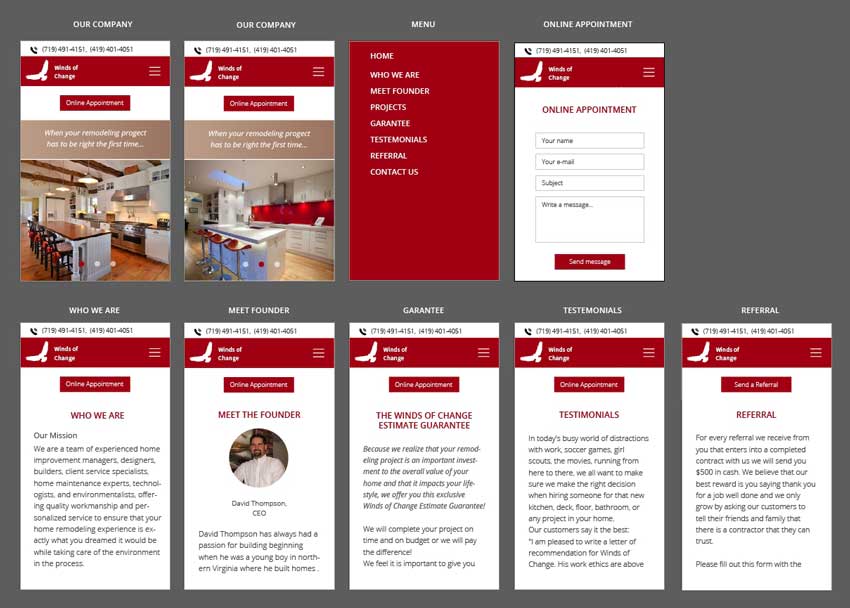 OUR COMPANY
(719) 491-4151, (419) 401-4051
Winds of
Change
Online Appointment
When your remodeling progect
has to be right the first time...
OUR COMPANY
(719) 491-4151, (419) 401-4051
Winds of
Change
Online Appointment
When your remodeling progect
has to be right the first time...
MENU
HOME
WHO WE ARE
MEET FOUNDER
PROJECTS
GARANTEE
TESTEMONIALS
REFERRAL
CONTACT US
ONLINE APPOINTMENT
(719) 491-4151, (419) 401-4051
Winds of
Change
ONLINE APPOINTMENT
Your name
Your e-mail
Subject
Write a message...
Send message
WHO WE ARE
(719) 491-4151, (419) 401-4051
Winds of
Change
Online Appointment
WHO WE ARE
Our Mission
We are a team of experienced home
improvement managers, designers,
builders, client service specialists,
home maintenance experts, technol-
ogists, and environmentalists, offer-
ing quality workmanship and per-
sonalized service to ensure that your
home remodeling experience is ex-
actly what you dreamed it would be
while taking care of the environment
in the process.
MEET FOUNDER
(719) 491-4151, (419) 401-4051
Winds of
Change
Online Appointment
MEET THE FOUNDER
David Thompson,
CEO
David Thompson has always had a
passion for building beginning
when he was a young boy in north-
ern Virginia where he built homes .
GARANTEE
(719) 491-4151, (419) 401-4051
Winds of
Change
Online Appointment
THE WINDS OF CHANGE
ESTIMATE GUARANTEE
Because we realize that your remod-
eling project is an important invest-
ment to the overall value of your
home and that it impacts your life-
style, we offer you this exclusive
Winds of Change Estimate Guarantee!
We will complete your project on
time and on budget or we will pay
the difference!
We feel it is important to give you
TESTEMONIALS
(719) 491-4151, (419) 401-4051
Winds of
Change
Online Appointment
TESTIMONIALS
In today's busy world of distractions
with work, soccer games, girl
scouts, the movies, running from
here to there, we all want to make
sure we make the right decision
when hiring someone for that new
kitchen, deck, floor, bathroom, or
any project in your home.
Our customers say it the best:
"I am pleased to write a letter of
recommendation for Winds of
Change. His work ethics are above
REFERRAL
(719) 491-4151, (419) 401-4051
Winds of
Change
Send a Referral
REFERRAL
For every referral we receive from
you that enters into a completed
contract with us we will send you
$500 in cash. We believe that our
best reward is you saying thank you
for a job well done and we only
grow by asking our customers to
tell their friends and family that
there is a contractor that they can
trust.
Please fill out this form with the